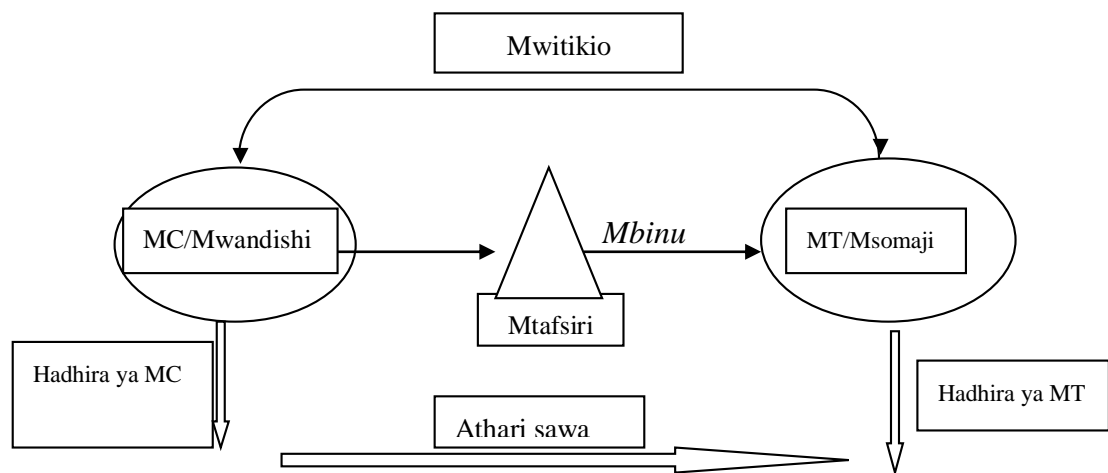 Mwitikio
MC/Mwandishi
Mbinu
MT/Msomaji
Mtafsiri
Hadhira ya MC
Hadhira ya MT
Athari sawa